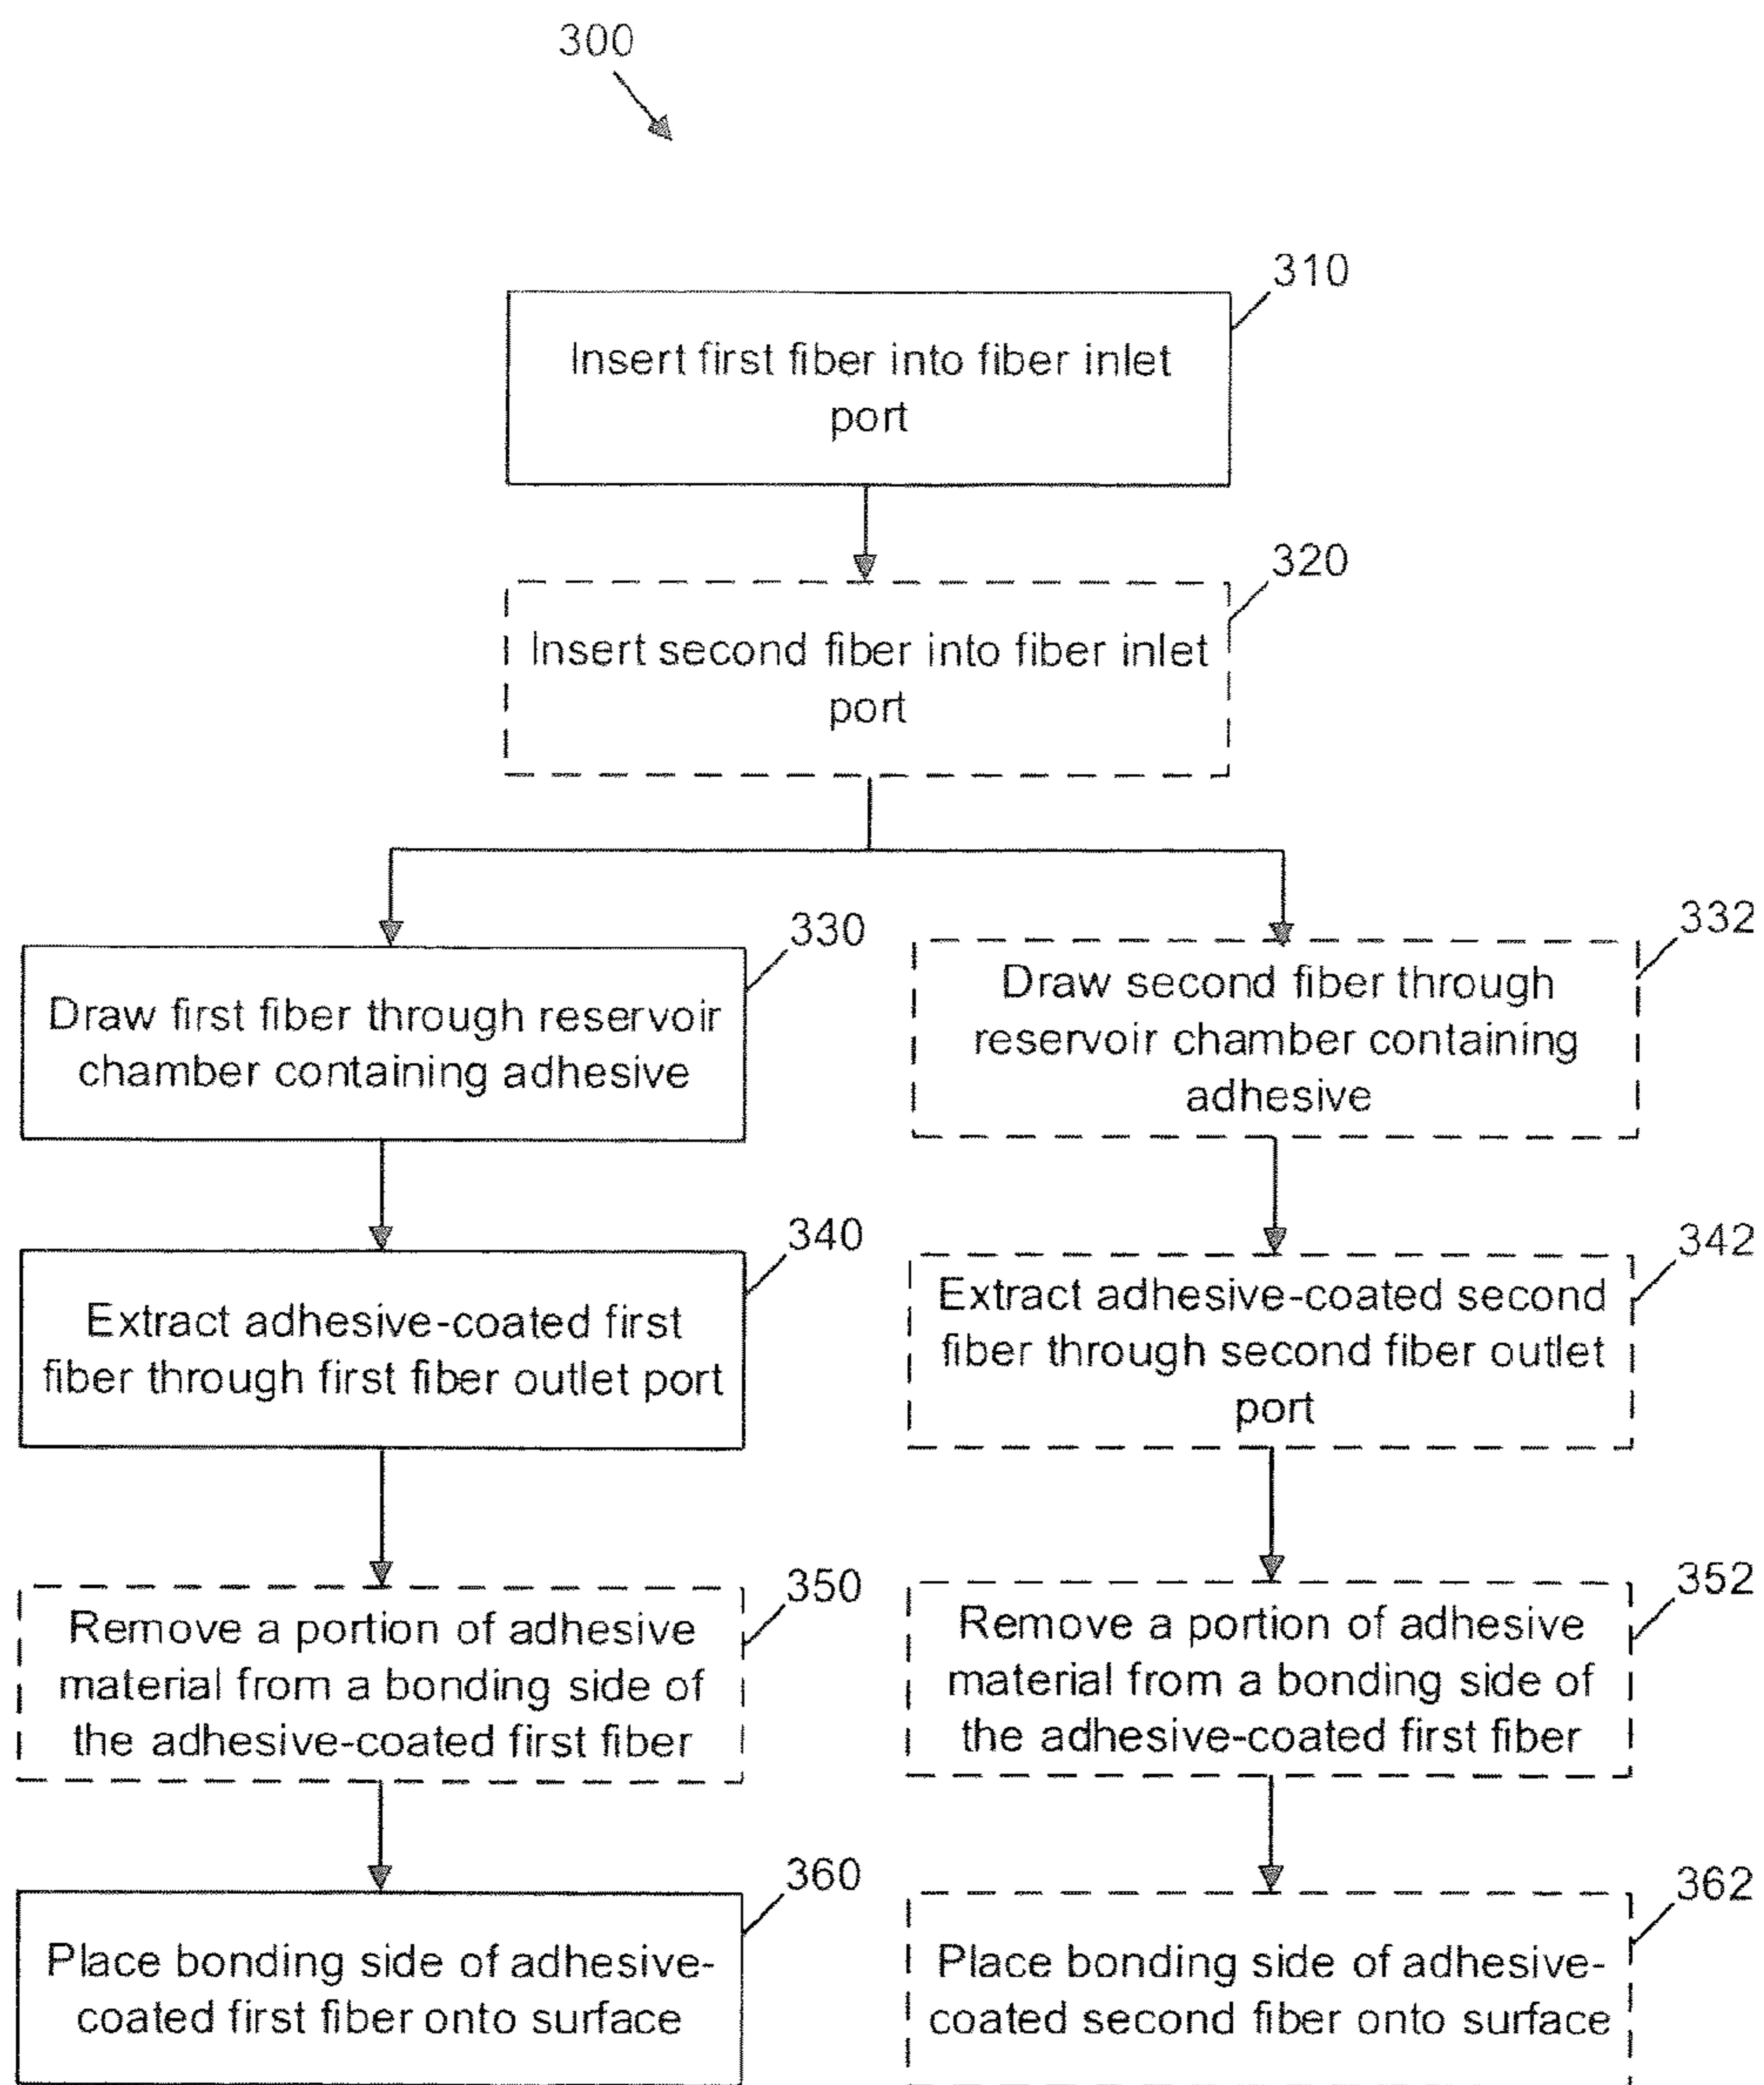 300
310
Insert first fiber into fiber inlet
port
320
Insert second fiber into fiber inlet
port
330
Draw first fiber through reservoir
chamber containing adhesive
332
Draw second fiber through
reservoir chamber containing
adhesive
340
Extract adhesive-coated first
fiber through first fiber outlet port
342
Extract adhesive-coated second
fiber through second fiber outlet
port
350
Remove a portion of adhesive
material from a bonding side of
the adhesive-coated first fiber
352
Remove a portion of adhesive
material from a bonding side of
the adhesive-coated first fiber
360
Place bonding side of adhesive-
coated first fiber onto surface
362
Place bonding side of adhesive-
coated second fiber onto surface